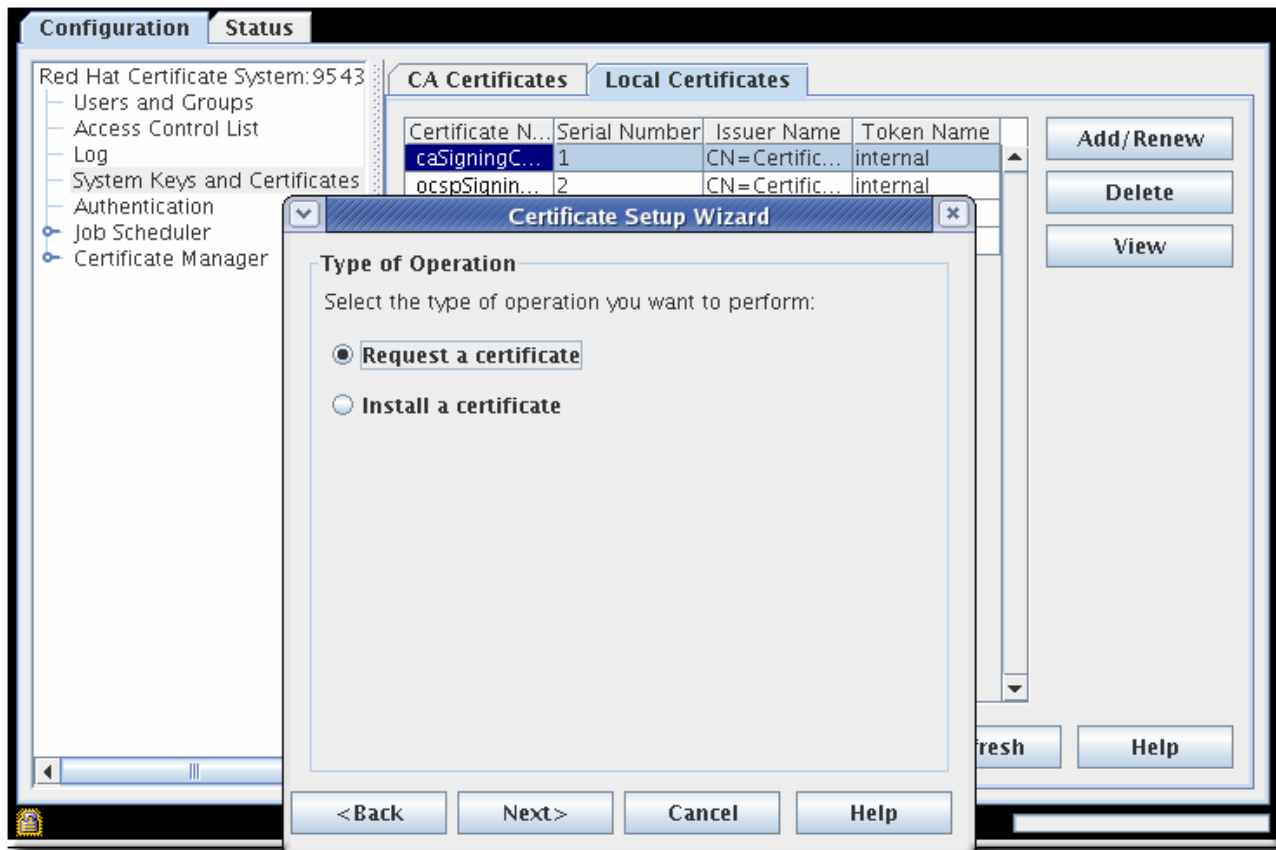 Configuration Status
Red Hat Certificate System:9543
Users and Groups
Access Control List
Log
System Keys and Certificates
Authentication
Job Scheduler
Certificate Manager
CA Certificates Local Certificates
Certificate N... Serial Number Issuer Name Token Name
caSigningC... 1 CN=Certific... internal
ocspSignin... 2 CN=Certific... internal
Add/Renew
Delete
View
Certificate Setup Wizard
Type of Operation
Select the type of operation you want to perform:
Request a certificate
Install a certificate
<Back Next> Cancel Help
fresh Help